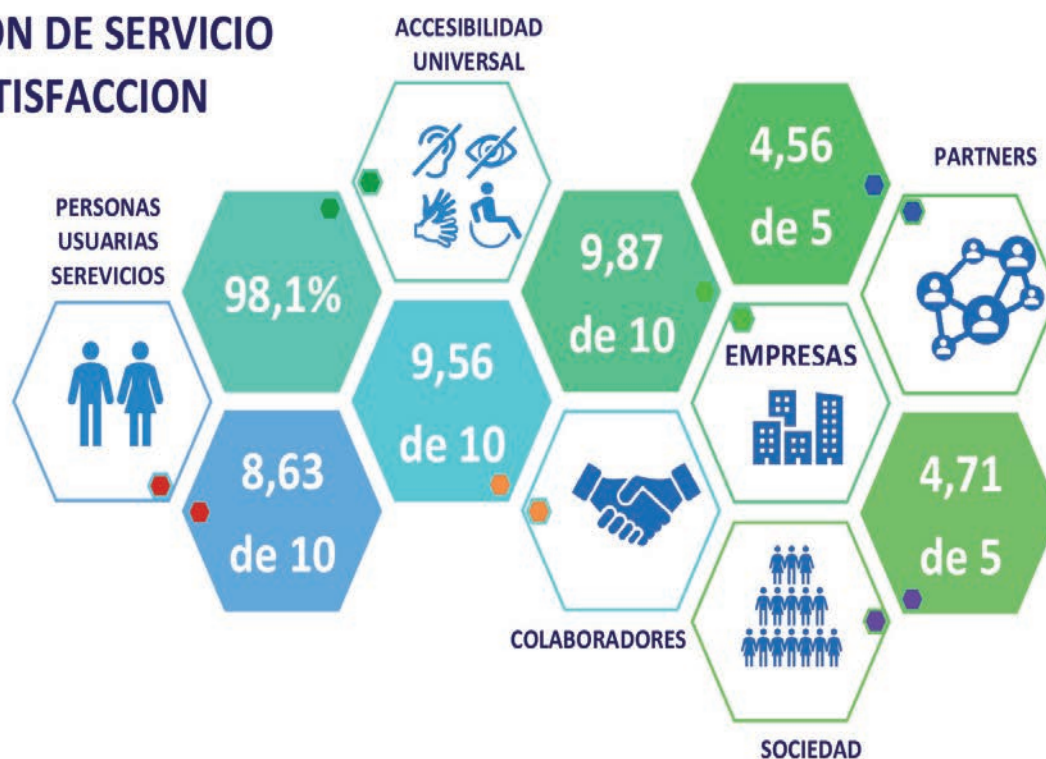 ON DE SERVICIO
TISFACCION
ACCESIBILIDAD
UNIVERSAL
PERSONAS
USUARIAS
SEREVICIOS
98,1%
8,63
de 10
9,56
de 10
9,87
de 10
4,56
de 5
PARTNERS
EMPRESAS
COLABORADORES
4,71
de 5
SOCIEDAD